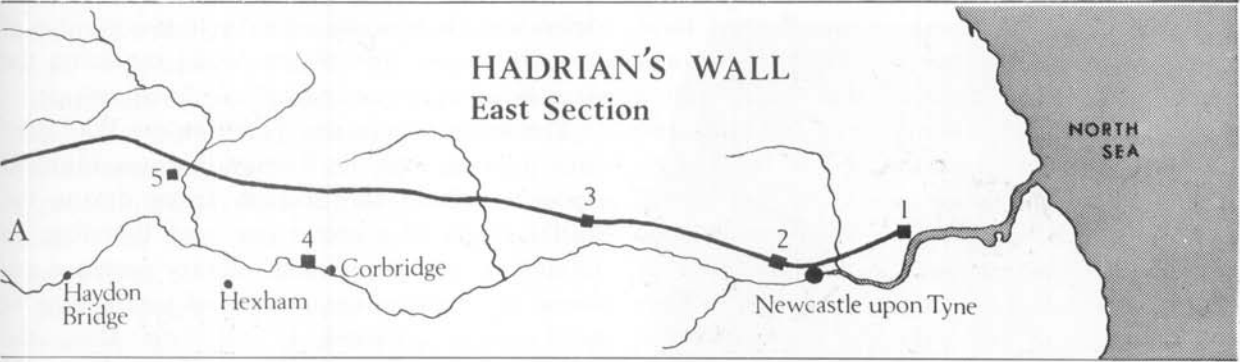 HADRIAN'S WALL
East Section
NORTH
SEA
5
3
1
A
2
4
Corbridge
Haydon
Bridge
Hexham
Newcastle upon Tyne